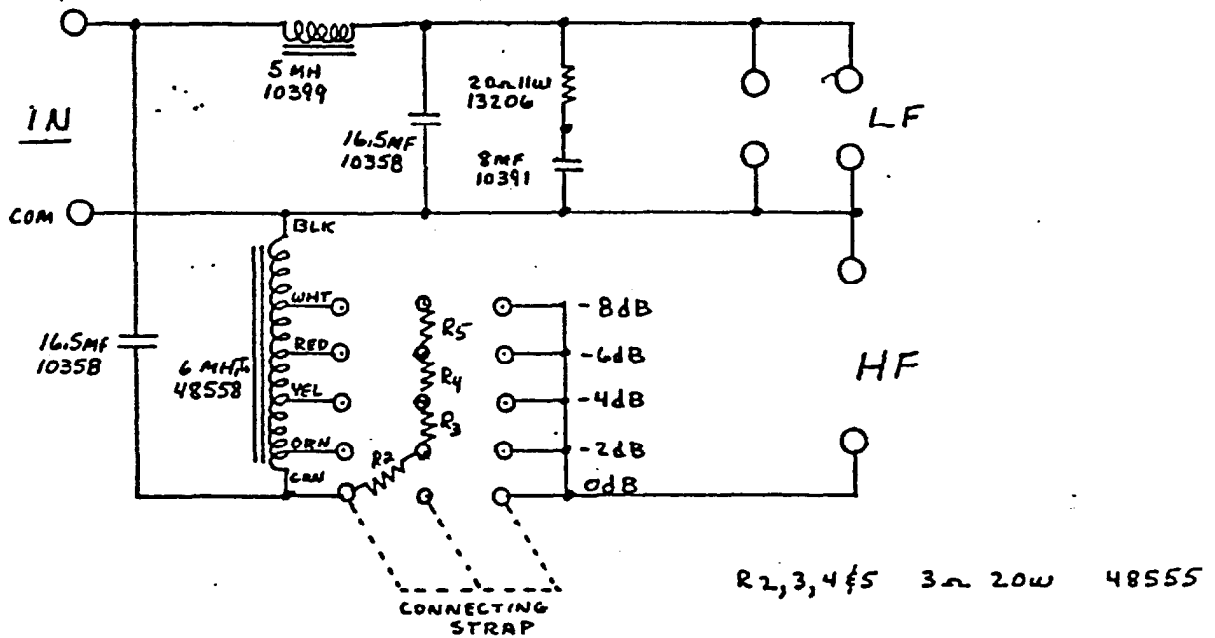 5 MH
10399
IN
16.5MF
10358
20Ω 11W
13206
8MF
10391
LF
COM
BLK
WHT
RED
YEL
ORN
GRN
16.5MF
10358
48558
R5
R4
R3
R2
-8dB
-6dB
-4dB
-2dB
0dB
HF
CONNECTING
STRAP
R2,3,4&5 3Ω 20W 48555